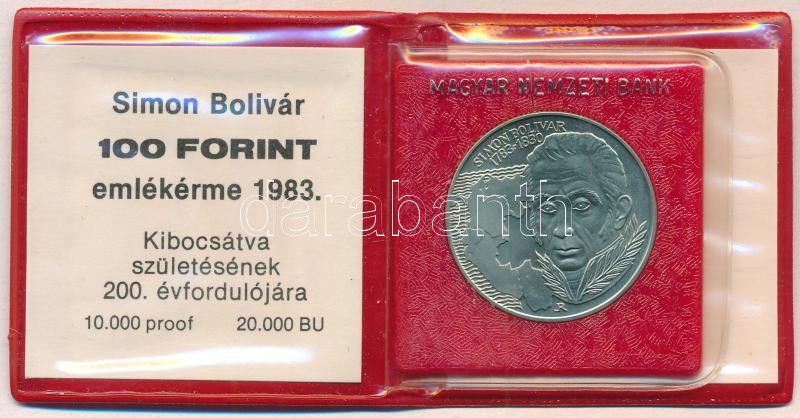 Simon Bolivár
100 FORINT
emlékérme 1983.
Kibocsátva
születésének
200. évfordulójára
10.000 proof 20.000 BU
MAGYAR NEMZETI BANK
SIMON BOLIVAR
1783-1830
darabanth